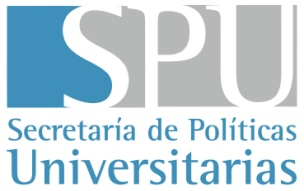 SPU
Secretaría de Políticas
Universitarias